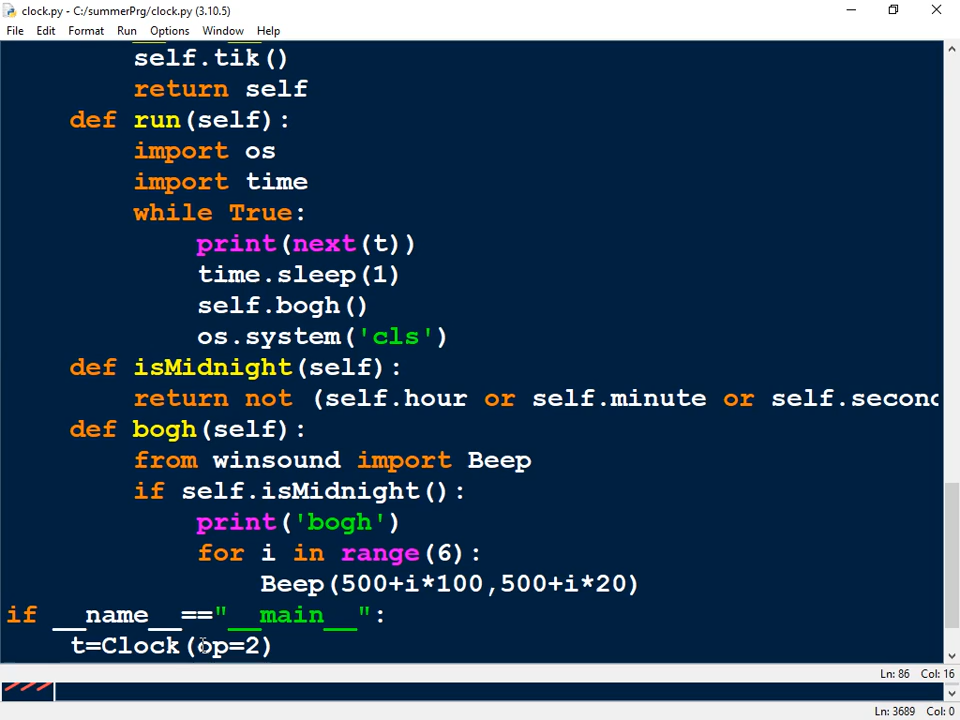 clock.py - C:/summerPrg/clock.py (3.10.5)
File Edit Format Run Options Window Help
self.tik()
return self
def run(self):
import os
import time
while True:
print(next(t))
time.sleep(1)
self.bogh()
os.system('cls')
def isMidnight(self):
return not (self.hour or self.minute or self.second
def bogh(self):
from winsound import Beep
if self.isMidnight():
print('bogh')
for i in range(6):
Beep(500+i*100,500+i*20)
if __name__=="__main__":
t=Clock(op=2)
Ln: 86 Col: 16
Ln: 3689 Col: 0